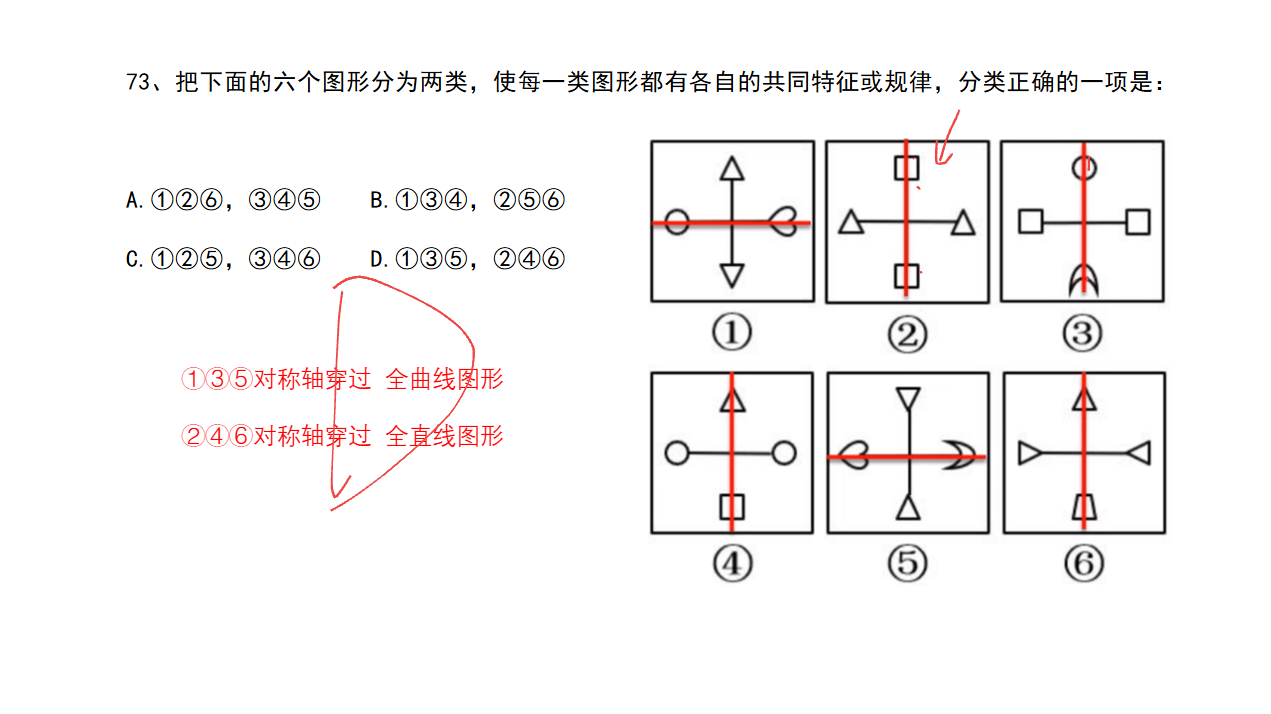 73、把下面的六个图形分为两类，使每一类图形都有各自的共同特征或规律，分类正确的一项是：
A.①②⑥，③④⑤ B.①③④，②⑤⑥
C.①②⑤，③④⑥ D.①③⑤，②④⑥
① ② ③
④ ⑤ ⑥
①③⑤对称轴穿过 全曲线图形
②④⑥对称轴穿过 全直线图形